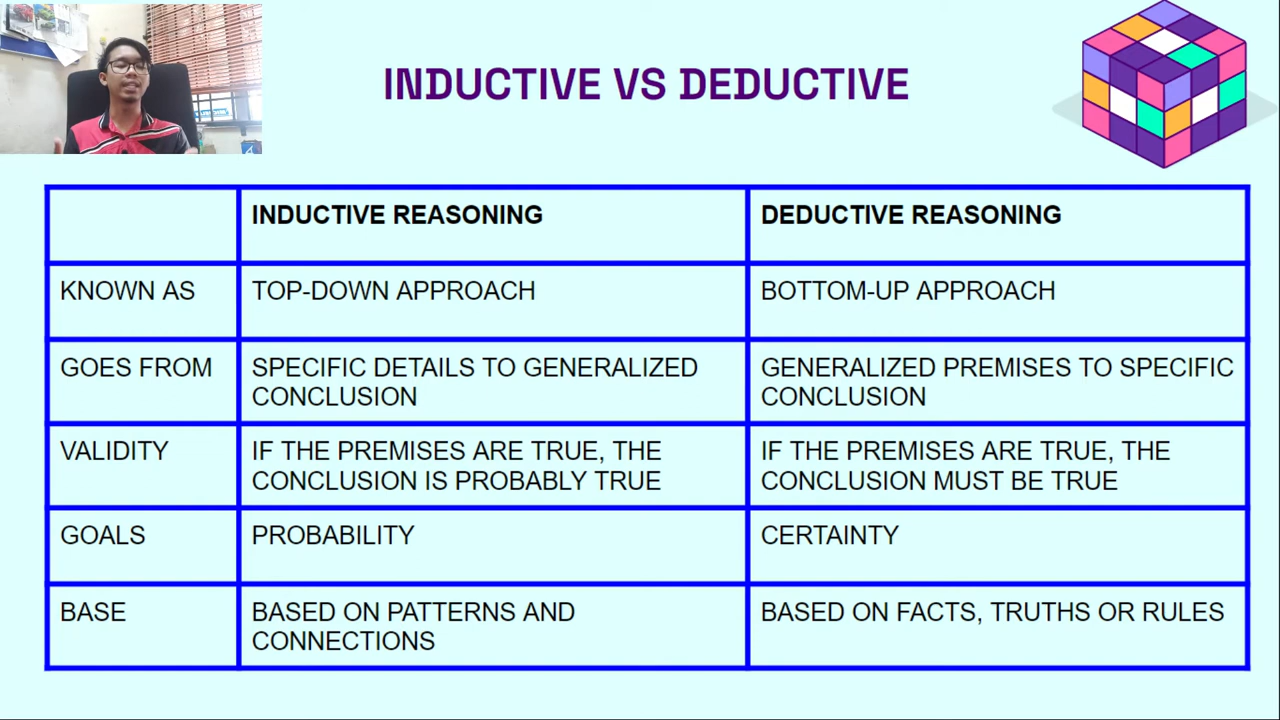 INDUCTIVE VS DEDUCTIVE
INDUCTIVE REASONING
DEDUCTIVE REASONING
KNOWN AS
TOP-DOWN APPROACH
BOTTOM-UP APPROACH
GOES FROM
SPECIFIC DETAILS TO GENERALIZED
CONCLUSION
GENERALIZED PREMISES TO SPECIFIC
CONCLUSION
VALIDITY
IF THE PREMISES ARE TRUE, THE
CONCLUSION IS PROBABLY TRUE
IF THE PREMISES ARE TRUE, THE
CONCLUSION MUST BE TRUE
GOALS
PROBABILITY
CERTAINTY
BASE
BASED ON PATTERNS AND
CONNECTIONS
BASED ON FACTS, TRUTHS OR RULES